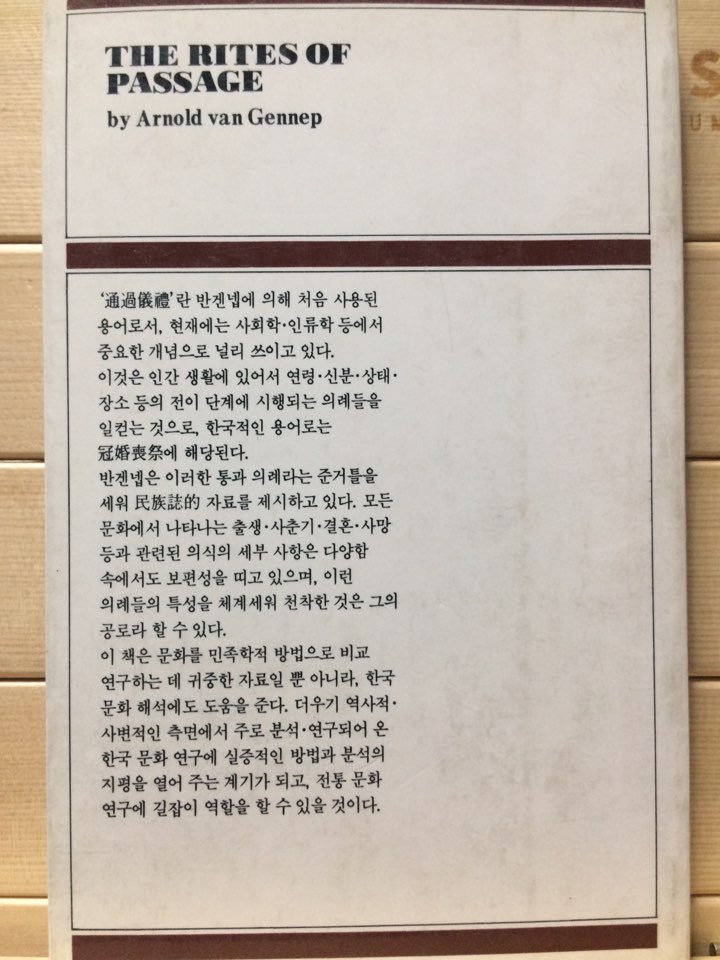 THE RITES OF
PASSAGE
by Arnold van Gennep
'通過儀禮'란 반겐넵에 의해 처음 사용된
용어로서, 현재에는 사회학·인류학 등에서
중요한 개념으로 널리 쓰이고 있다.
이것은 인간 생활에 있어서 연령·신분·상태·
장소 등의 전이 단계에 시행되는 의례들을
일컫는 것으로, 한국적인 용어로는
冠婚喪祭에 해당된다.
반겐넵은 이러한 통과 의례라는 준거틀을
세워 民族誌的 자료를 제시하고 있다. 모든
문화에서 나타나는 출생·사춘기·결혼·사망
등과 관련된 의식의 세부 사항은 다양함
속에서도 보편성을 띠고 있으며, 이런
의례들의 특성을 체계세워 천착한 것은 그의
공로라 할 수 있다.
이 책은 문화를 민족학적 방법으로 비교
연구하는 데 귀중한 자료일 뿐 아니라, 한국
문화 해석에도 도움을 준다. 더우기 역사적·
사변적인 측면에서 주로 분석·연구되어 온
한국 문화 연구에 실증적인 방법과 분석의
지평을 열어 주는 계기가 되고, 전통 문화
연구에 길잡이 역할을 할 수 있을 것이다.